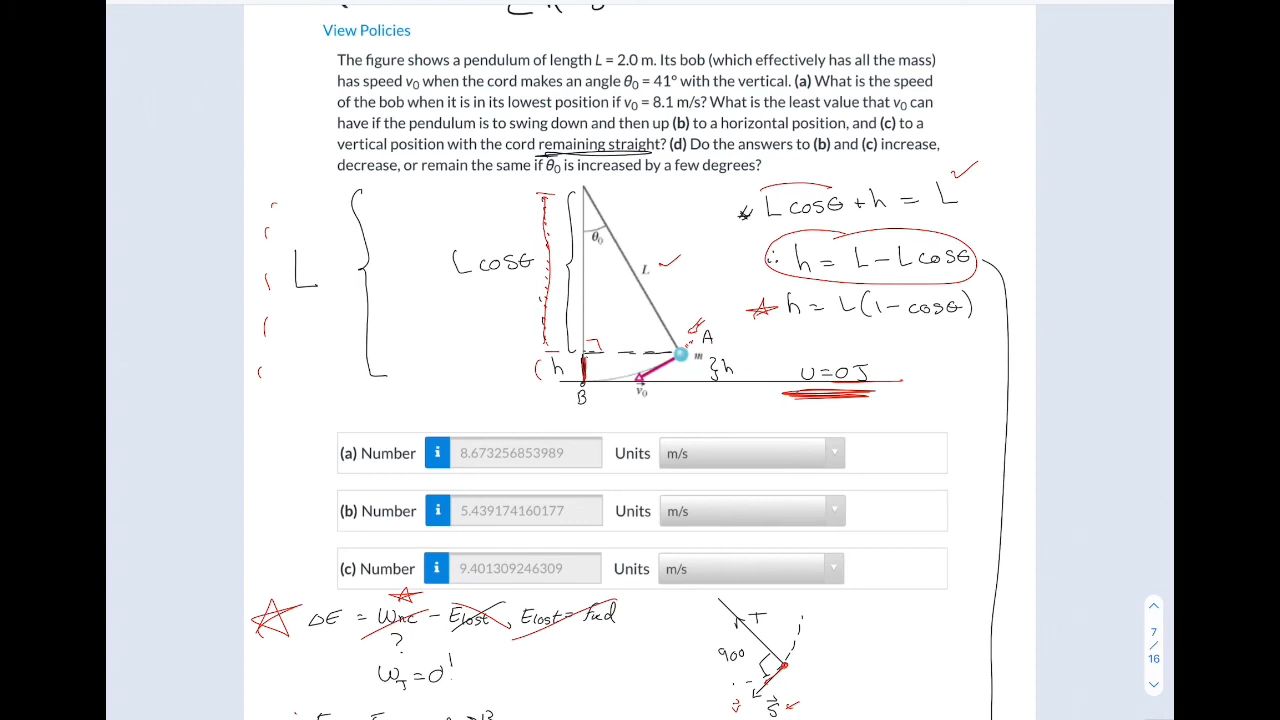 View Policies
The figure shows a pendulum of length L = 2.0 m. Its bob (which effectively has all the mass)
has speed v0 when the cord makes an angle θ0 = 41° with the vertical. (a) What is the speed
of the bob when it is in its lowest position if v0 = 8.1 m/s? What is the least value that v0 can
have if the pendulum is to swing down and then up (b) to a horizontal position, and (c) to a
vertical position with the cord remaining straight? (d) Do the answers to (b) and (c) increase,
decrease, or remain the same if θ0 is increased by a few degrees?
L cosθ + h = L
θ0
L
L cosθ
L
∴ h = L - L cosθ
h = L(1 - cosθ)
A
m
h
}h
U = 0 J
B
v0
(a) Number i 8.673256853989 Units m/s
(b) Number i 5.439174160177 Units m/s
(c) Number i 9.401309246309 Units m/s
ΔE = Wnc - Elost, Elost = fkd
?
T
900
WT = 0!
S
7
/
16